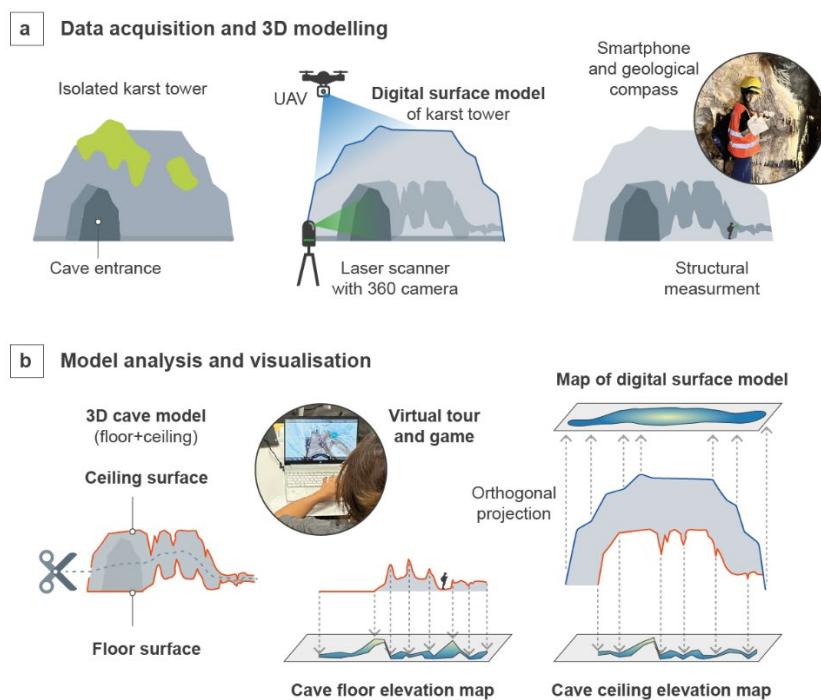 a
Data acquisition and 3D modelling
Isolated karst tower
Cave entrance
UAV
Digital surface model
of karst tower
Laser scanner
with 360 camera
Smartphone
and geological
compass
Structural
measurment
b
Model analysis and visualisation
3D cave model
(floor+ceiling)
Ceiling surface
Floor surface
Virtual tour
and game
Cave floor elevation map
Map of digital surface model
Orthogonal
projection
Cave ceiling elevation map